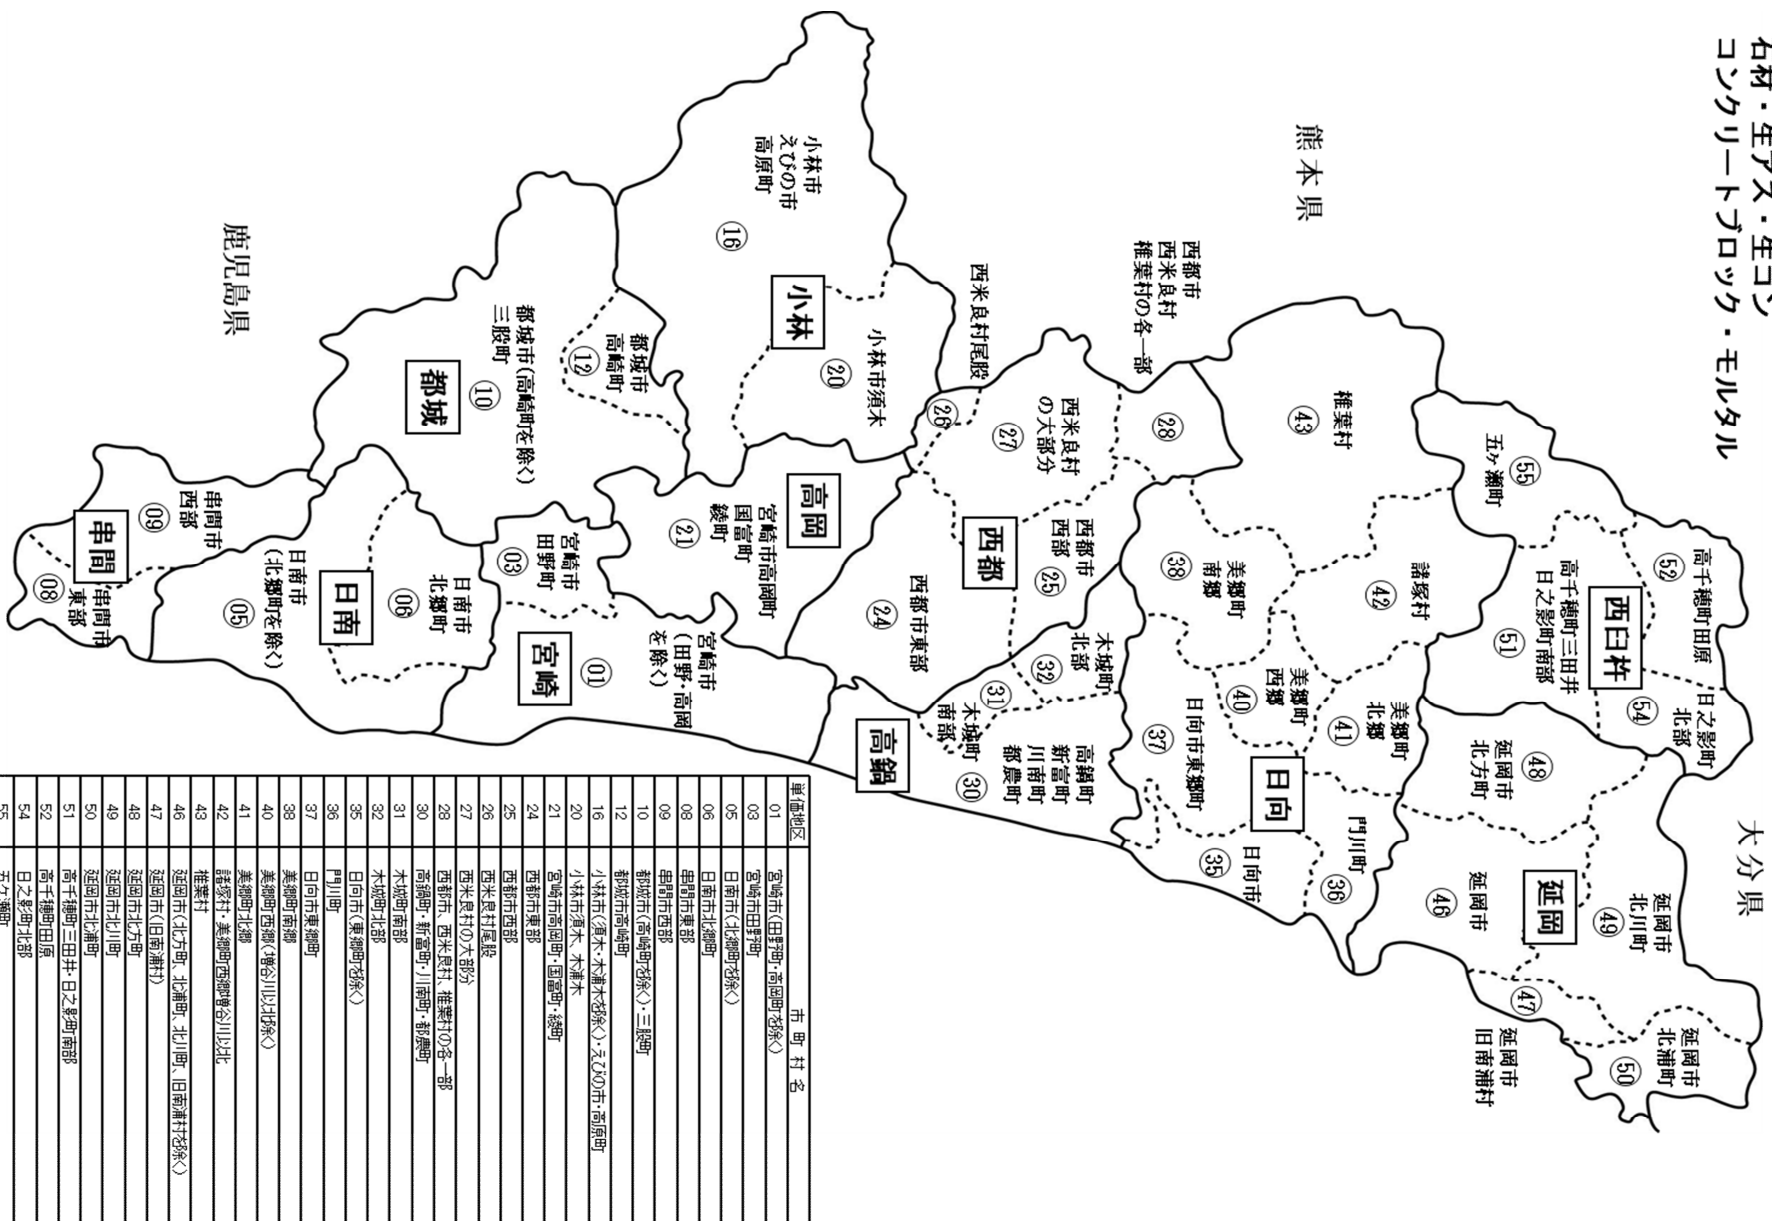 石材・生アス・生コン
コンクリートブロック・モルタル
大分県
熊本県
鹿児島県
高千穂町田原
52
日之影町
北部
54
西臼杵
高千穂町三田井
日之影町南部
51
五ヶ瀬町
55
延岡市
北浦町
50
延岡市
北川町
49
延岡
延岡市
旧南浦村
47
延岡市
北方町
48
延岡市
46
椎葉村
43
諸塚村
42
美郷町
北郷
41
門川町
36
日向
美郷町
西郷
40
美郷町
南郷
38
日向市東郷町
37
日向市
35
西都市
西米良村
椎葉村の各一部
28
西米良村
の大部分
27
西米良村尾股
26
西都
西都市
西部
25
西都市東部
24
木城町
北部
32
木城町
南部
31
高鍋町
新富町
川南町
都農町
30
高鍋
小林市
えびの市
高原町
16
小林
小林市須木
20
高岡
宮崎市高岡町
国富町
綾町
21
宮崎市
(田野・高岡
を除く)
01
宮崎
宮崎市
田野町
03
都城市
高崎町
12
都城市(高崎町を除く)
三股町
10
都城
日南市
北郷町
06
日南
日南市
(北郷町を除く)
05
串間市
西部
09
串間
串間市
東部
08
単価地区 市町村名
01 宮崎市(田野町・高岡町を除く)
03 宮崎市田野町
05 日南市(北郷町を除く)
06 日南市北郷町
08 串間市東部
09 串間市西部
10 都城市(高崎町を除く)・三股町
12 都城市高崎町
16 小林市(須木・木浦木を除く)・えびの市・高原町
20 小林市須木、木浦木
21 宮崎市高岡町・国富町・綾町
24 西都市東部
25 西都市西部
26 西米良村尾股
27 西米良村の大部分
28 西都市、西米良村、椎葉村の各一部
30 高鍋町・新富町・川南町・都農町
31 木城町南部
32 木城町北部
35 日向市(東郷町を除く)
36 門川町
37 日向市東郷町
38 美郷町南郷
40 美郷町西郷(増谷川以北除く)
41 美郷町北郷
42 諸塚村・美郷町西郷増谷川以北
43 椎葉村
46 延岡市(北方町、北浦町、北川町、旧南浦村を除く)
47 延岡市(旧南浦村)
48 延岡市北方町
49 延岡市北川町
50 延岡市北浦町
51 高千穂町三田井・日之影町南部
52 高千穂町田原
54 日之影町北部
55 五ヶ瀬町